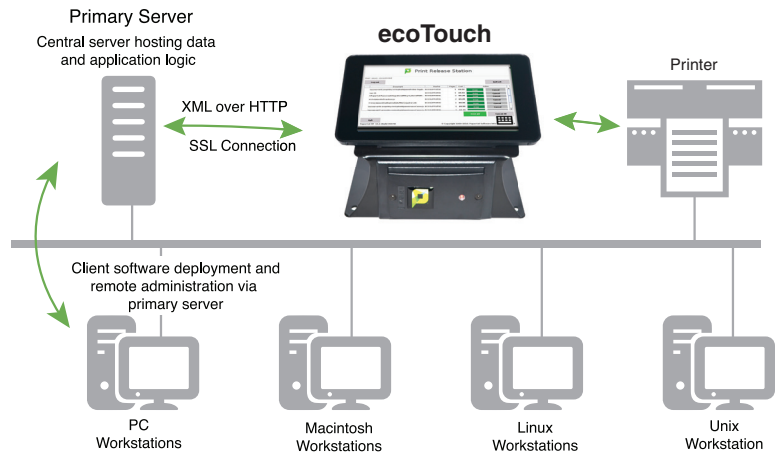 Primary Server
Central server hosting data
and application logic
ecoTouch
Print Release Station
Printer
XML over HTTP
SSL Connection
Client software deployment and
remote administration via
primary server
PC
Workstations
Macintosh
Workstations
Linux
Workstations
Unix
Workstation